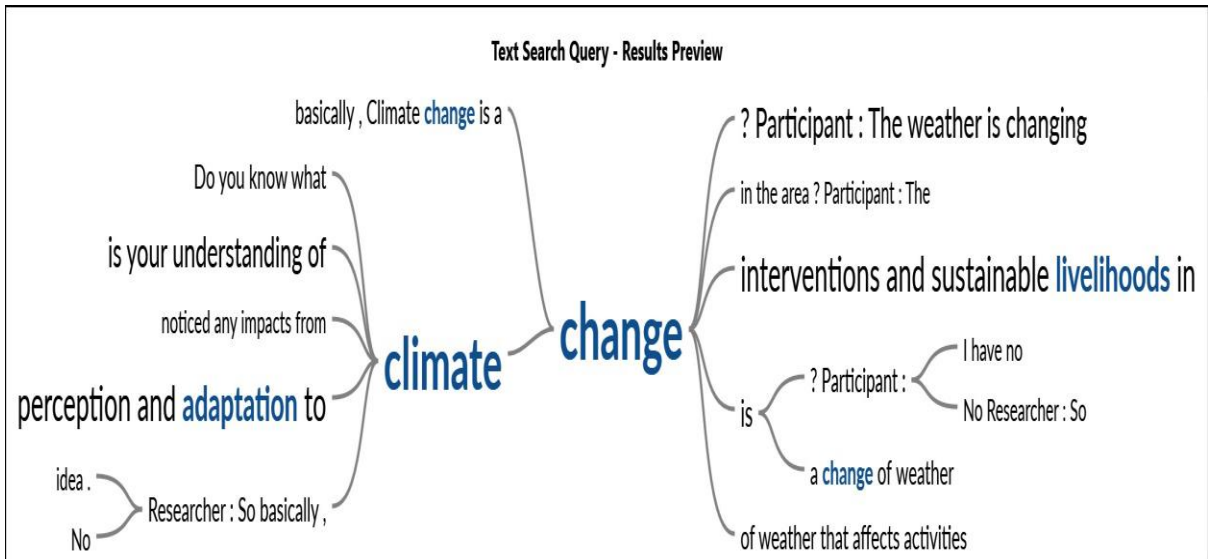 Text Search Query - Results Preview
basically , Climate change is a
Do you know what
is your understanding of
noticed any impacts from
perception and adaptation to
idea .
No
Researcher : So basically ,
climate
change
? Participant : The weather is changing
in the area ? Participant : The
interventions and sustainable livelihoods in
is
? Participant :
I have no
No Researcher : So
a change of weather
of weather that affects activities